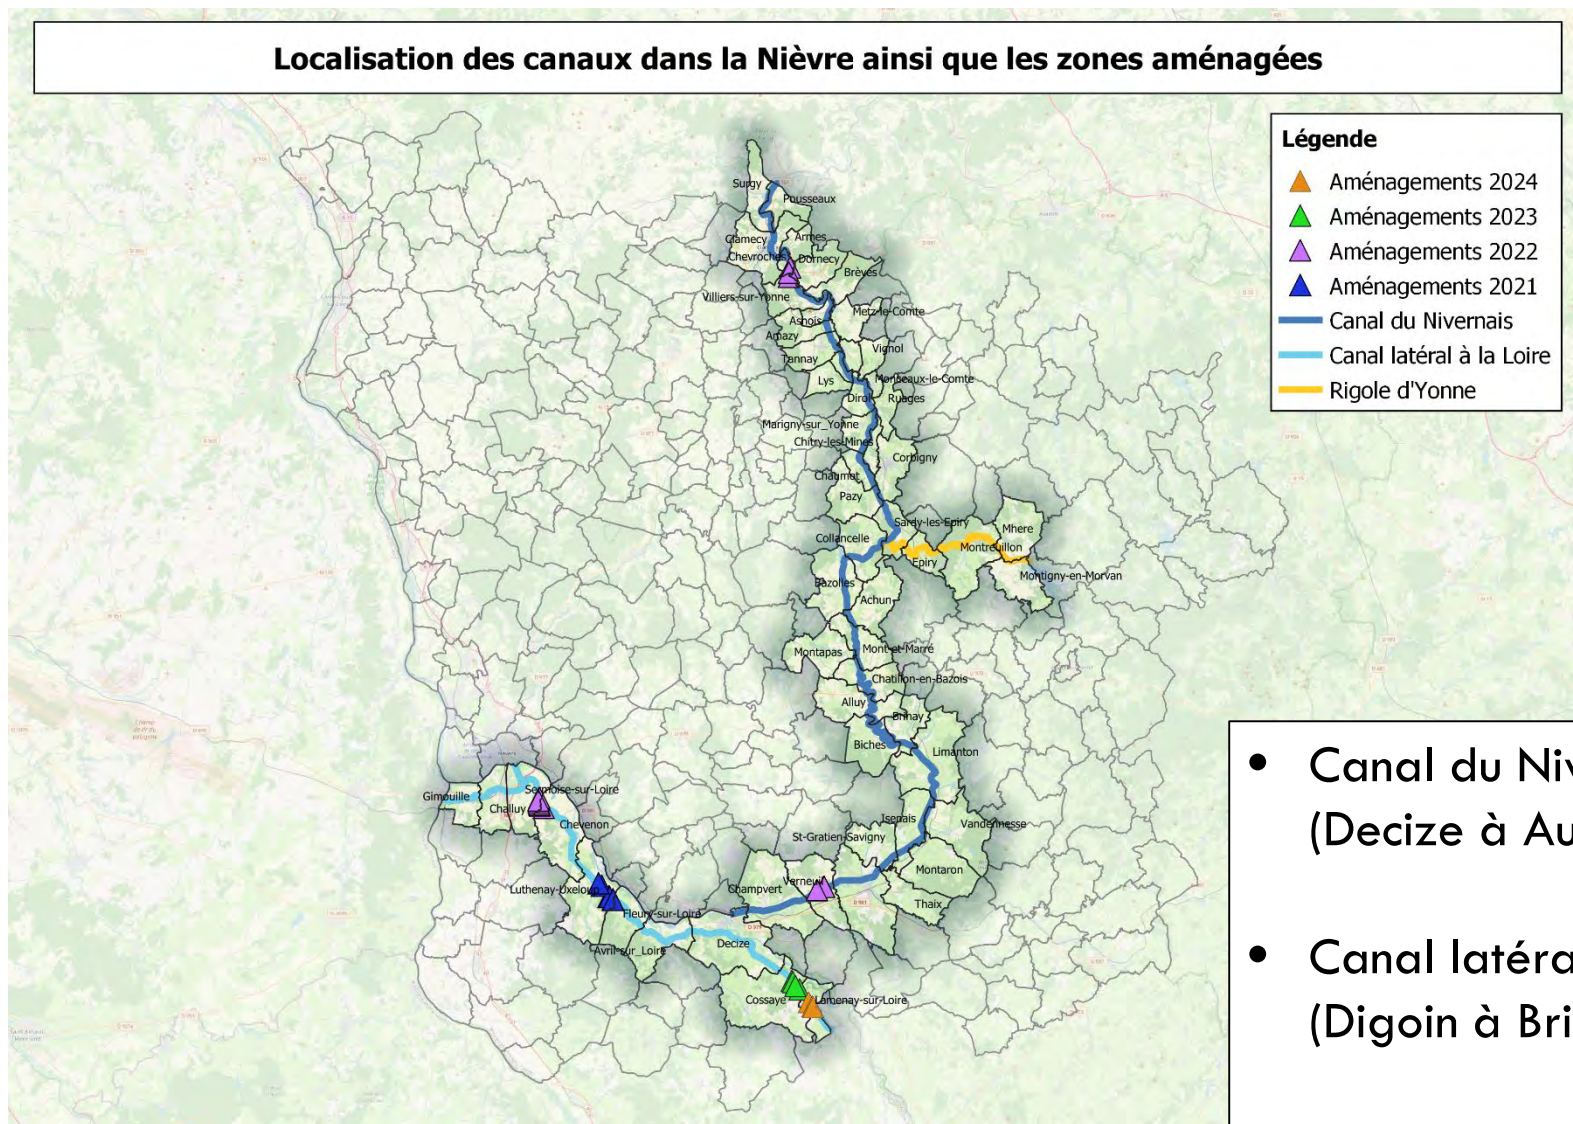 Localisation des canaux dans la Nièvre ainsi que les zones aménagées
Légende
Aménagements 2024
Aménagements 2023
Aménagements 2022
Aménagements 2021
Canal du Nivernais
Canal latéral à la Loire
Rigole d'Yonne
Surgy
Pousseaux
Clamecy
Armes
Chevroches
Dornecy
Brèves
Villiers-sur-Yonne
Metz-le-Comte
Asnois
Amazy
Tannay
Vignol
Lys
Monceaux-le-Comte
Dirol
Ruages
Marigny-sur_Yonne
Chitry-les-Mines
Corbigny
Chaumot
Pazy
Sardy-les-Epiry
Mhere
Collancelle
Montreuillon
Epiry
Montigny-en-Morvan
Bazolles
Achun
Montapas
Mont-et-Marré
Chatillon-en-Bazois
Alluy
Brinay
Biches
Limanton
Gimouille
Sermoise-sur-Loire
Challuy
Chevenon
Isenais
Vandennesse
St-Gratien-Savigny
Montaron
Luthenay-Uxeloup
Champvert
Verneuil
Thaix
Fleury-sur-Loire
Avril-sur_Loire
Decize
Cossaye
Lamenay-sur-Loire
• Canal du Niv
(Decize à Au
• Canal latéra
(Digoin à Bri